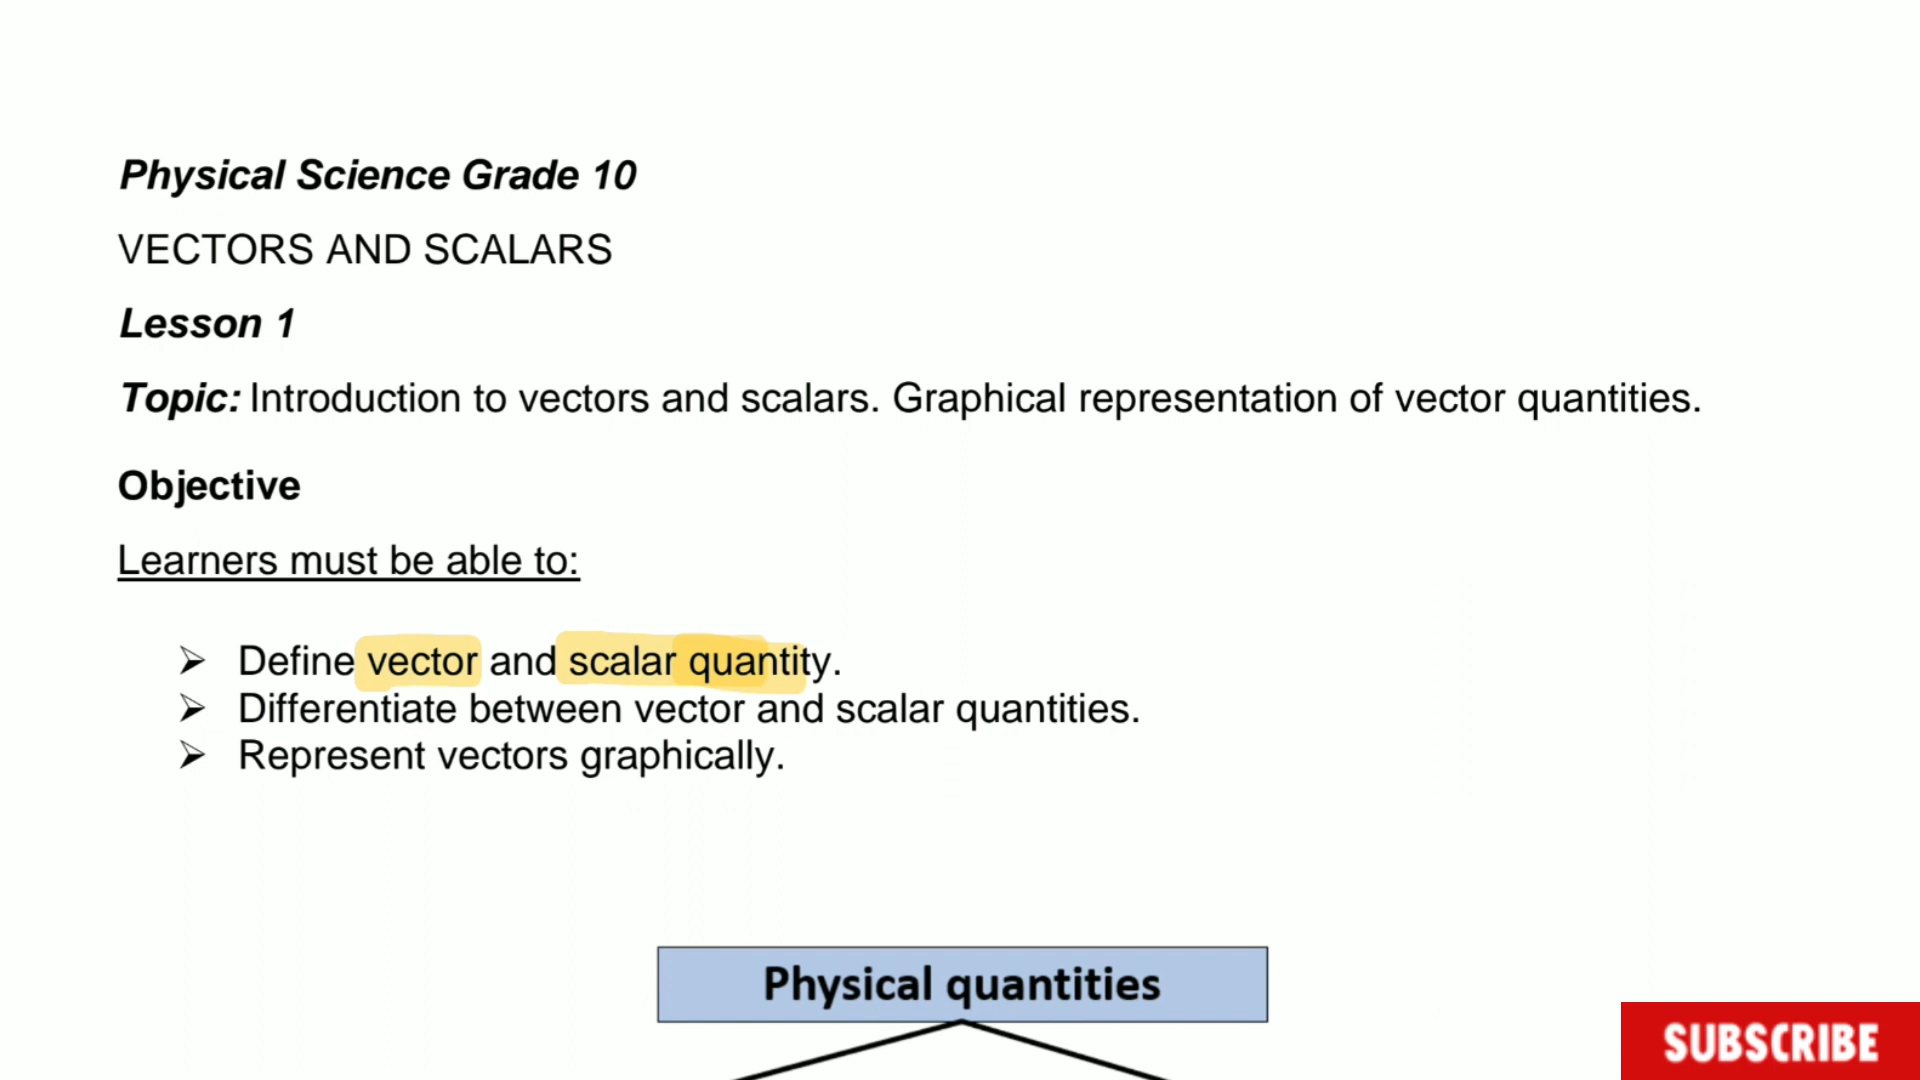 Physical Science Grade 10
VECTORS AND SCALARS
Lesson 1
Topic: Introduction to vectors and scalars. Graphical representation of vector quantities.
Objective
Learners must be able to:
➢ Define vector and scalar quantity.
➢ Differentiate between vector and scalar quantities.
➢ Represent vectors graphically.
Physical quantities
SUBSCRIBE